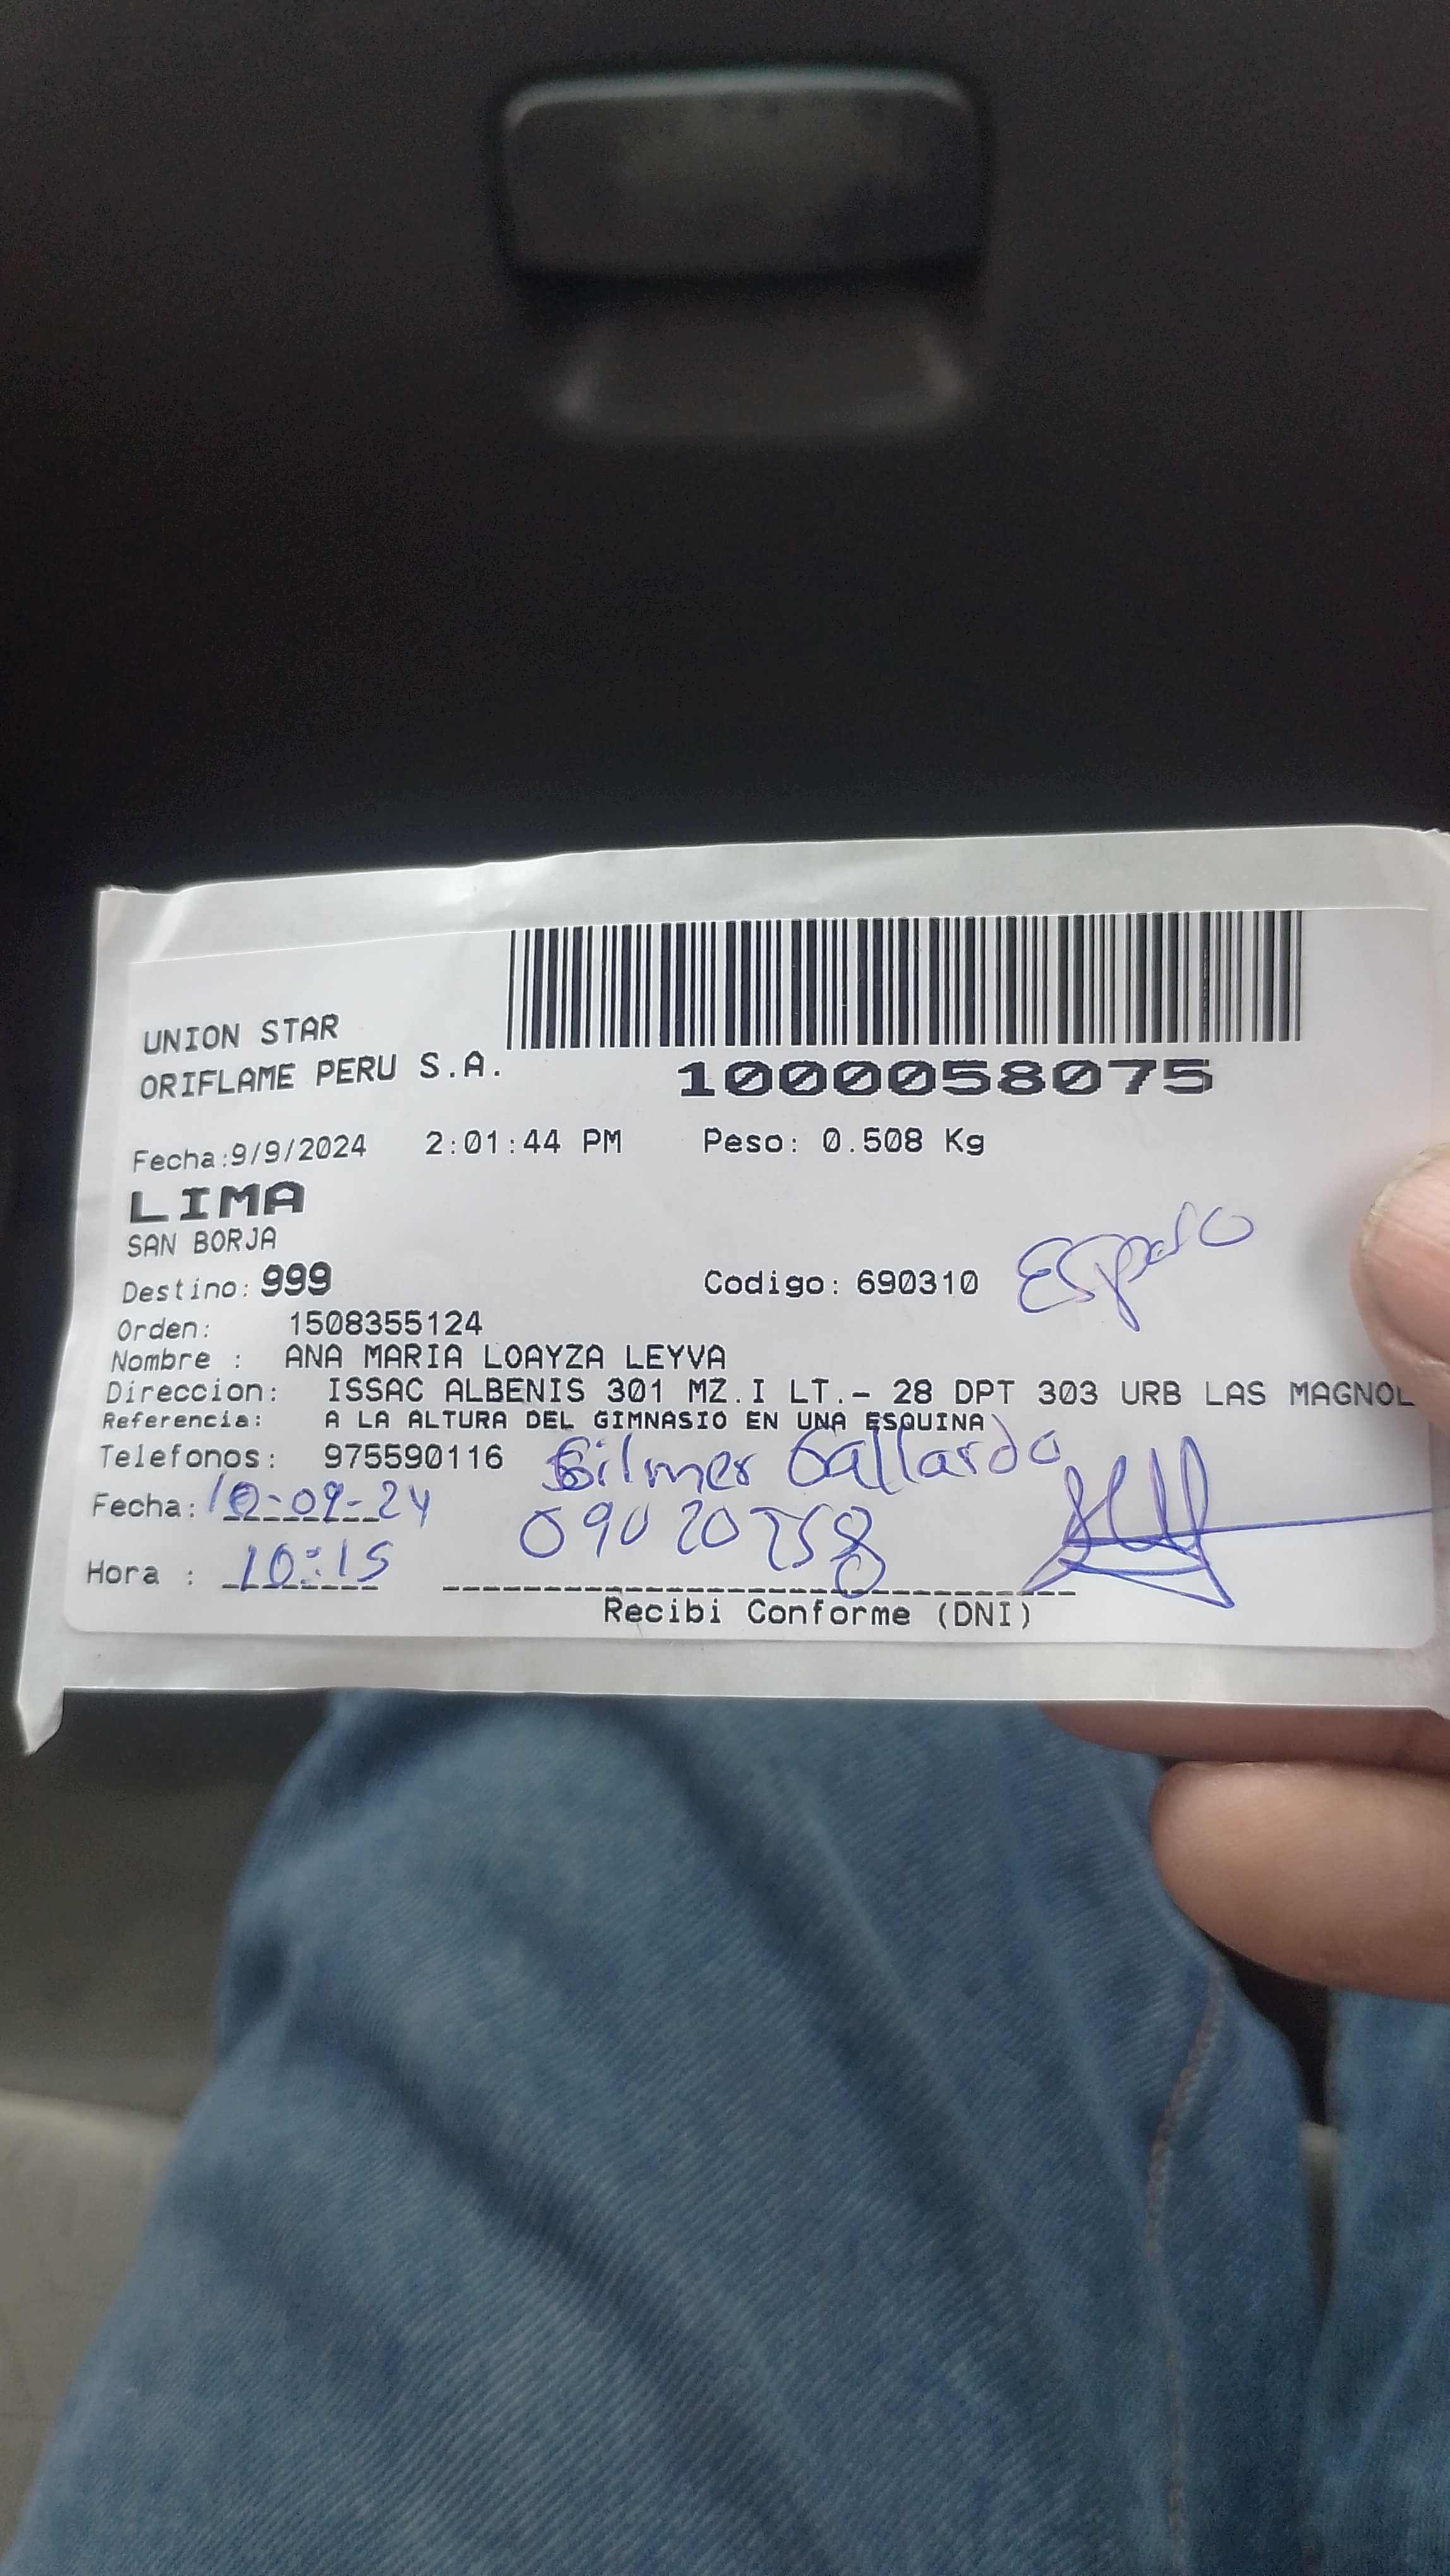 UNION STAR
ORIFLAME PERU S.A.
1000058075
Fecha:9/9/2024 2:01:44 PM Peso: 0.508 Kg
LIMA
SAN BORJA
Destino: 999 Codigo: 690310 Esposo
Orden: 1508355124
Nombre : ANA MARIA LOAYZA LEYVA
Direccion: ISSAC ALBENIS 301 MZ.I LT.- 28 DPT 303 URB LAS MAGNOL
Referencia: A LA ALTURA DEL GIMNASIO EN UNA ESQUINA
Telefonos: 975590116 Gilmer Gallardo
Fecha: 10-09-24 09020758
Hora : 10:15
Recibi Conforme (DNI)